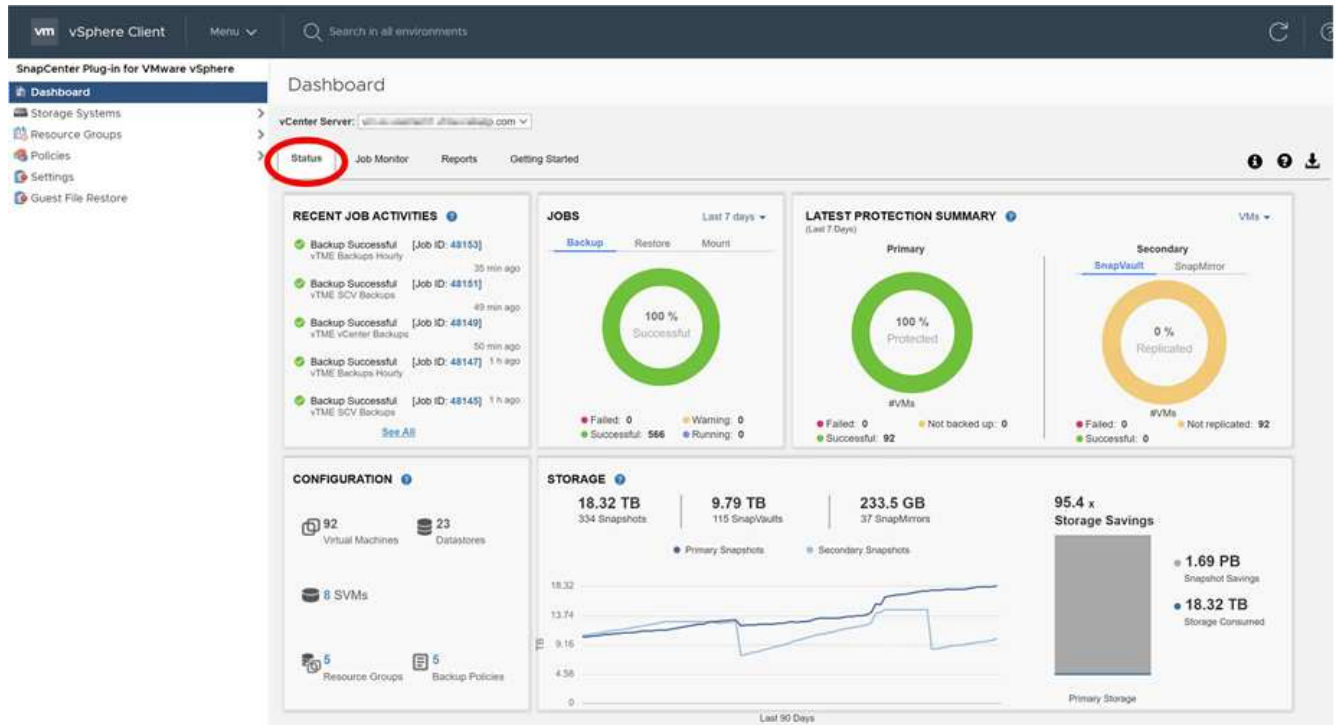 vm vSphere Client Menu Search in all environments
SnapCenter Plug-in for VMware vSphere
Dashboard
Storage Systems
Resource Groups
Policies
Settings
Guest File Restore
Dashboard
vCenter Server: .com
Status Job Monitor Reports Getting Started
RECENT JOB ACTIVITIES
Backup Successful [Job ID: 48153]
vTME Backups Hourly
35 min ago
Backup Successful [Job ID: 48151]
vTME SCV Backups
49 min ago
Backup Successful [Job ID: 48149]
vTME vCenter Backups
50 min ago
Backup Successful [Job ID: 48147] 1 h ago
vTME Backups Hourly
Backup Successful [Job ID: 48145] 1 h ago
vTME SCV Backups
See All
JOBS Last 7 days
Backup Restore Mount
100 %
Successful
Failed: 0 Warning: 0
Successful: 566 Running: 0
LATEST PROTECTION SUMMARY VMs
(Last 7 Days)
Primary
100 %
Protected
#VMs
Failed: 0 Not backed up: 0
Successful: 92
Secondary
SnapVault SnapMirror
0 %
Replicated
#VMs
Failed: 0 Not replicated: 92
Successful: 0
CONFIGURATION
92
Virtual Machines
23
Datastores
8 SVMs
5
Resource Groups
5
Backup Policies
STORAGE
18.32 TB
334 Snapshots
9.79 TB
115 SnapVaults
233.5 GB
37 SnapMirrors
Primary Snapshots Secondary Snapshots
18.32
13.74
9.16
4.58
0
TB
Last 90 Days
95.4 x
Storage Savings
1.69 PB
Snapshot Savings
18.32 TB
Storage Consumed
Primary Storage